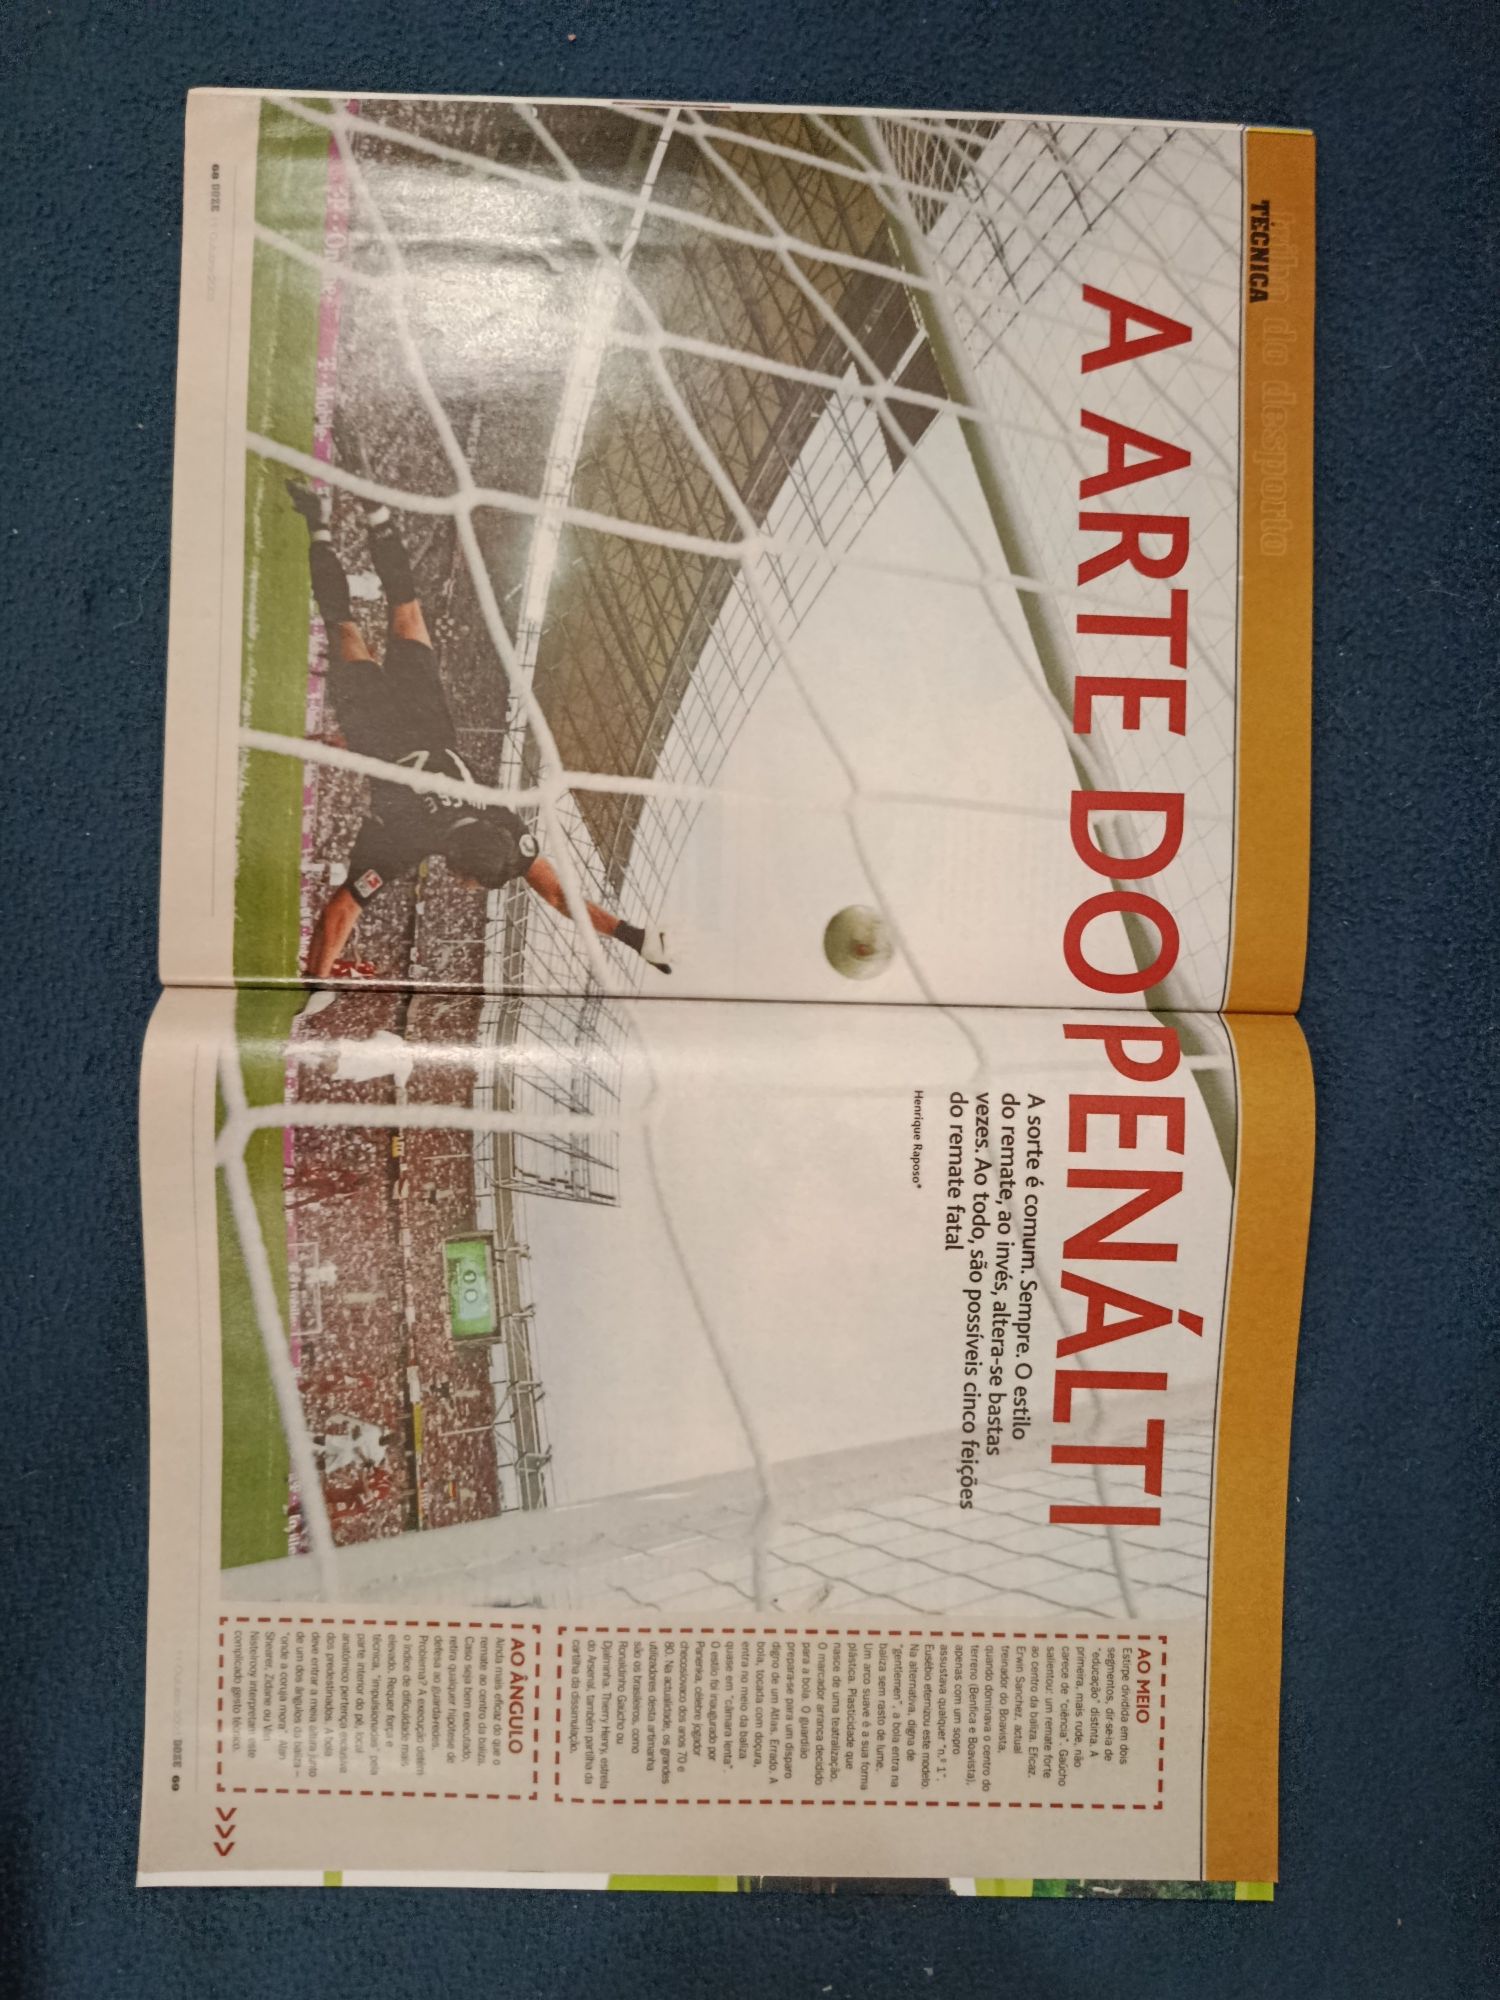 TÉCNICA
do desporto
A ARTE DO PENÁLTI
A sorte é comum. Sempre. O estilo
do remate, ao invés, altera-se bastas
vezes. Ao todo, são possíveis cinco feições
do remate fatal
Henrique Raposo*
AO MEIO
Estirpe dividida em dois
segmentos, dir-se-ia de
"educação" distinta. A
primeira, mais rude, não
carece de "ciência". Gaúcho
salientou um remate forte
ao centro da baliza. Eficaz.
Erwin Sanchez, actual
treinador do Boavista,
quando dominava o centro do
terreno (Benfica e Boavista),
apenas com um sopro
assustava qualquer "n.º 1".
Eusébio eternizou este modelo.
Na alternativa, digna de
"gentlemen", a bola entra na
baliza sem rasto de lume.
Um arco suave é a sua forma
plástica. Plasticidade que
nasce de uma teatralização.
O marcador arranca decidido
para a bola. O guardião
prepara-se para um disparo
digno de um Atlas. Errado. A
bola, tocada com doçura,
entra no meio da baliza
quase em "câmara lenta".
O estilo foi inaugurado por
Panenka, célebre jogador
checoslovaco dos anos 70 e
80. Na actualidade, os grandes
utilizadores desta artimanha
são os brasileiros, como
Ronaldinho Gaúcho ou
Djalminha. Thierry Henry, estrela
do Arsenal, também partilha da
cartilha da dissimulação.
AO ÂNGULO
Ainda mais eficaz do que o
remate ao centro da baliza.
Caso seja bem executado,
retira qualquer hipótese de
defesa ao guarda-redes.
Problema? A execução detém
o índice de dificuldade mais
elevado. Requer força e
técnica, "impulsionadas" pela
parte interior do pé, local
anatómico pertença exclusiva
dos predestinados. A bola
deve entrar a meia altura junto
de um dos ângulos da baliza –
"onde a coruja mora". Alan
Shearer, Zidane ou Van
Nistelrooy interpretam este
complicado gesto técnico.
>>>
68 DOZE
DOZE 69